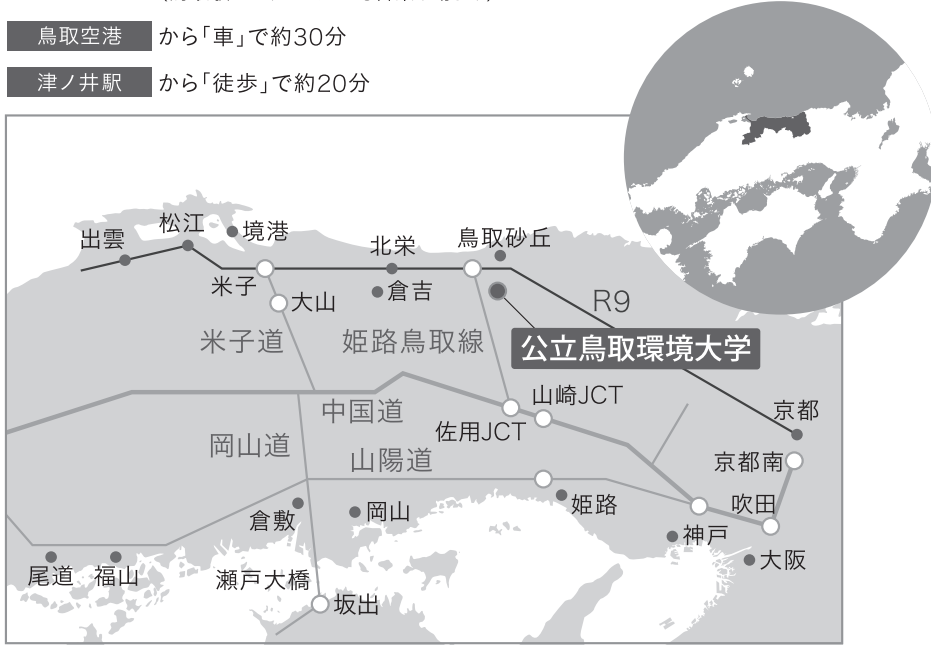 鳥取空港 から「車」で約30分
津ノ井駅 から「徒歩」で約20分
出雲
松江
境港
北栄
鳥取砂丘
米子
大山
倉吉
R9
米子道
姫路鳥取線
公立鳥取環境大学
中国道
佐用JCT
山崎JCT
京都
岡山道
山陽道
京都南
倉敷
岡山
姫路
吹田
神戸
大阪
尾道
福山
瀬戸大橋
坂出